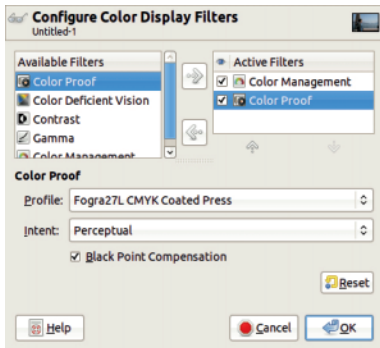 Configure Color Display Filters
Untitled-1
Available Filters
Color Proof
Color Deficient Vision
Contrast
Gamma
Color Management
Active Filters
Color Management
Color Proof
Color Proof
Profile: Fogra27L CMYK Coated Press
Intent: Perceptual
Black Point Compensation
Reset
Help Cancel OK